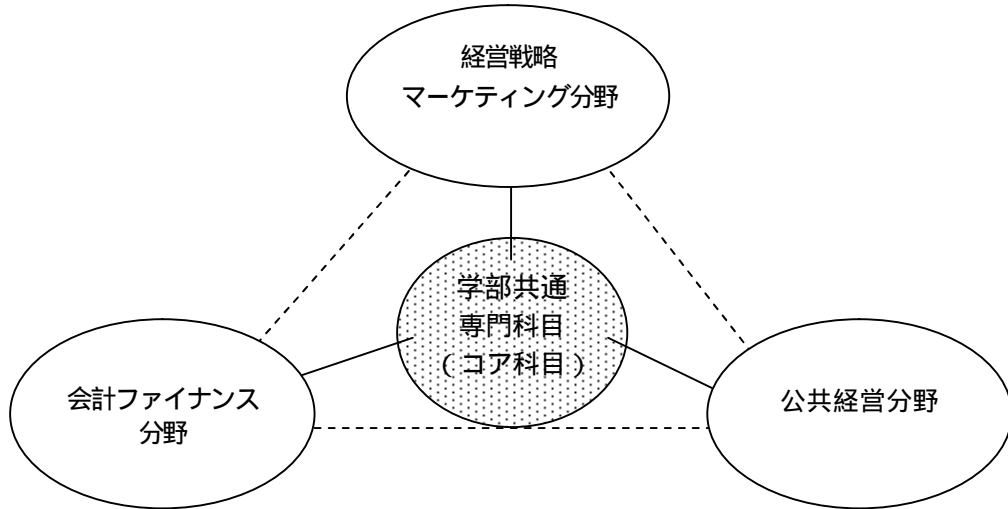 経営戦略
マーケティング分野
学部共通
専門科目
(コア科目)
会計ファイナンス
分野
公共経営分野